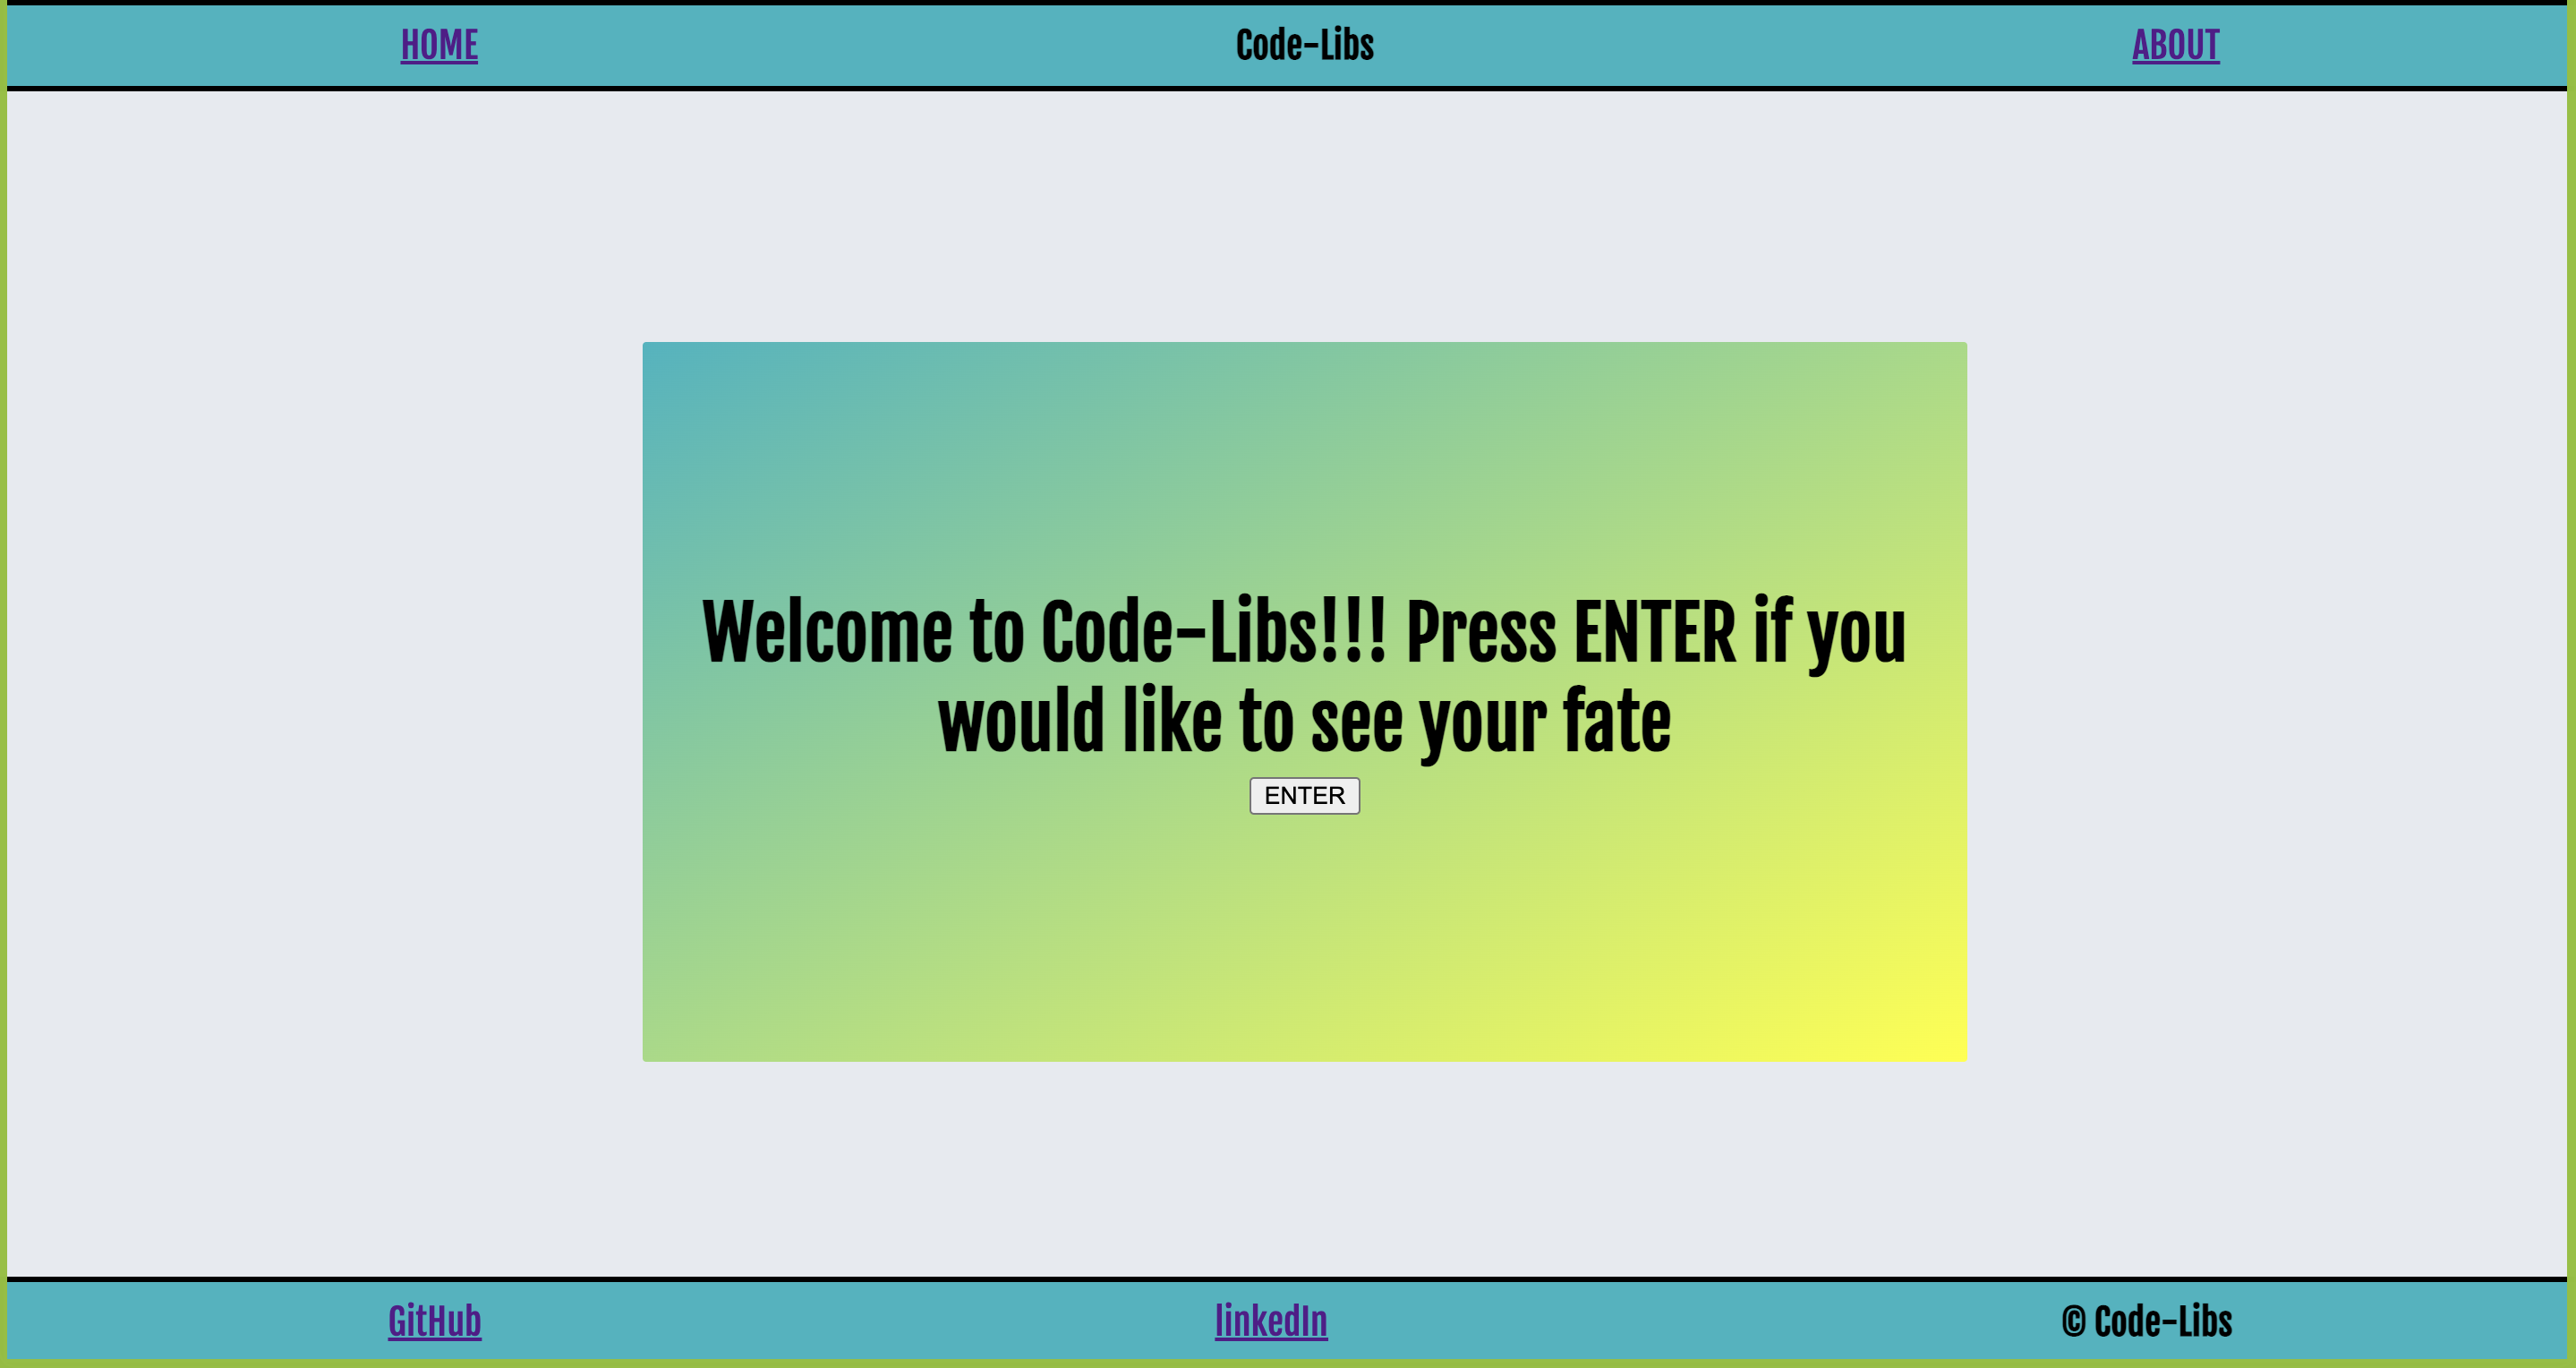 HOME Code-Libs ABOUT
Welcome to Code-Libs!!! Press ENTER if you
would like to see your fate
ENTER
GitHub linkedIn © Code-Libs